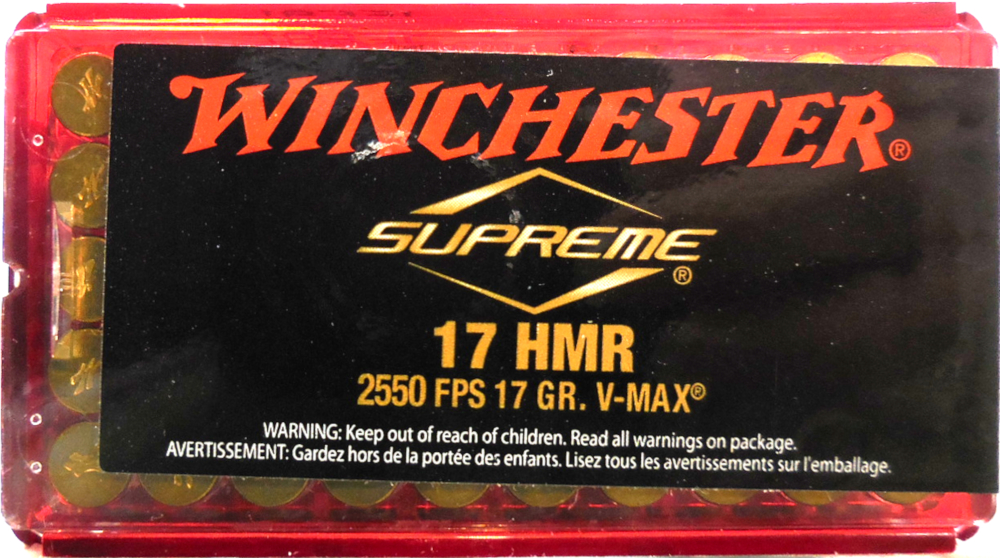 WINCHESTER®
SUPREME®
17 HMR
2550 FPS 17 GR. V-MAX®
WARNING: Keep out of reach of children. Read all warnings on package.
AVERTISSEMENT: Gardez hors de la portée des enfants. Lisez tous les avertissements sur l'emballage.